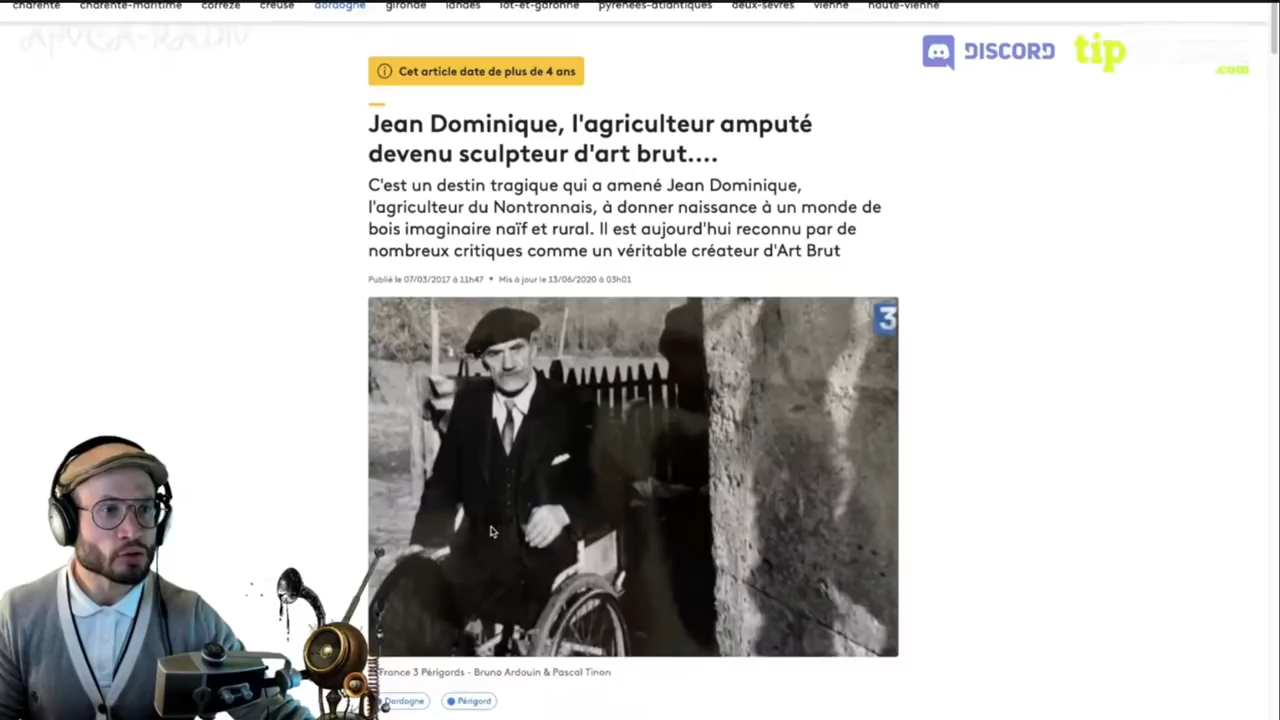 charente charente-maritime corrèze creuse dordogne gironde landes lot-et-garonne pyrénées-atlantiques deux-sèvres vienne haute-vienne
APVCA-RADIV
DISCORD
tip
.com
Cet article date de plus de 4 ans
Jean Dominique, l'agriculteur amputé
devenu sculpteur d'art brut....
C'est un destin tragique qui a amené Jean Dominique,
l'agriculteur du Nontronnais, à donner naissance à un monde de
bois imaginaire naïf et rural. Il est aujourd'hui reconnu par de
nombreux critiques comme un véritable créateur d'Art Brut
Publié le 07/03/2017 à 11h47 • Mis à jour le 13/06/2020 à 03h01
3
France 3 Périgords - Bruno Ardouin & Pascal Tinon
Dordogne Périgord